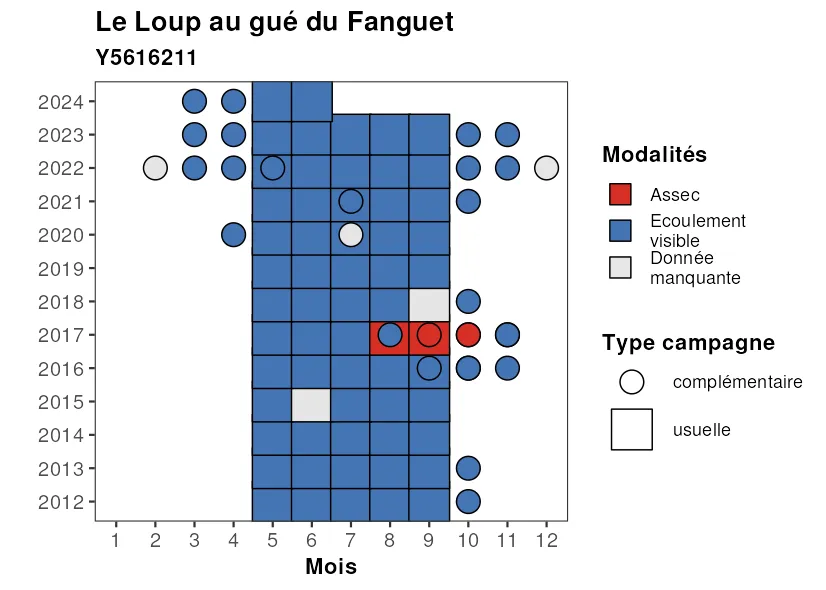 Le Loup au gué du Fanguet
Y5616211
2024
2023
2022
2021
2020
2019
2018
2017
2016
2015
2014
2013
2012
1 2 3 4 5 6 7 8 9 10 11 12
Mois
Modalités
Assec
Ecoulement
visible
Donnée
manquante
Type campagne
complémentaire
usuelle